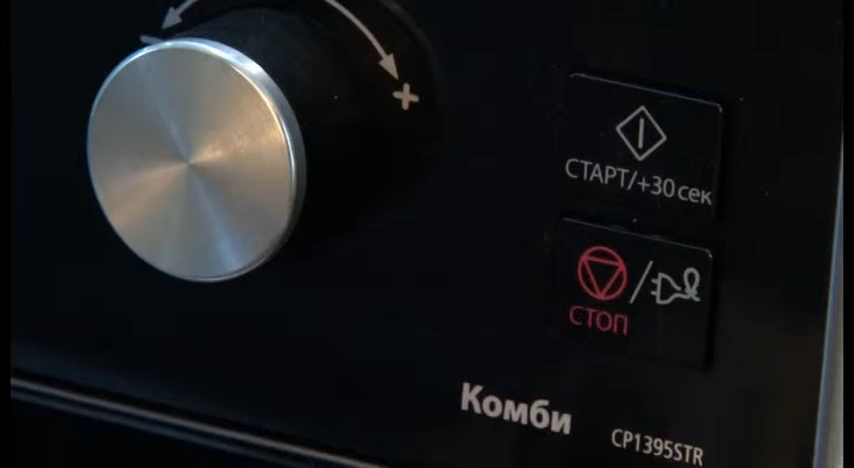 − +
СТАРТ/+30 сек
СТОП
Комби
CP1395STR